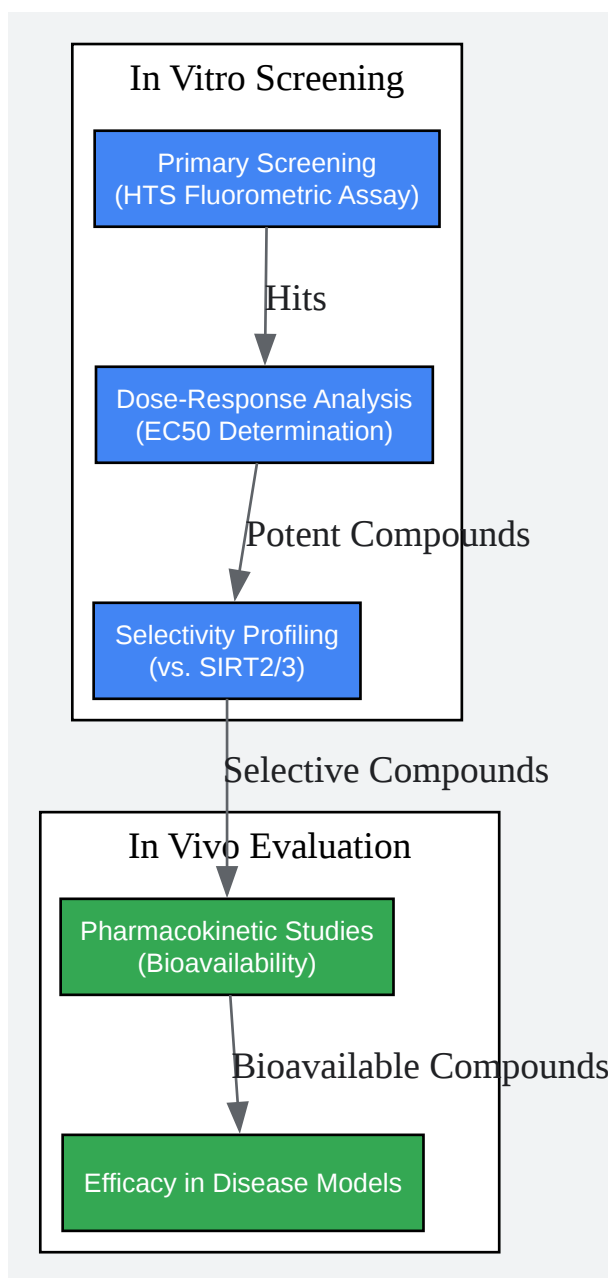 In Vitro Screening
Primary Screening
(HTS Fluorometric Assay)
Hits
Dose-Response Analysis
(EC50 Determination)
Potent Compounds
Selectivity Profiling
(vs. SIRT2/3)
Selective Compounds
In Vivo Evaluation
Pharmacokinetic Studies
(Bioavailability)
Bioavailable Compounds
Efficacy in Disease Models